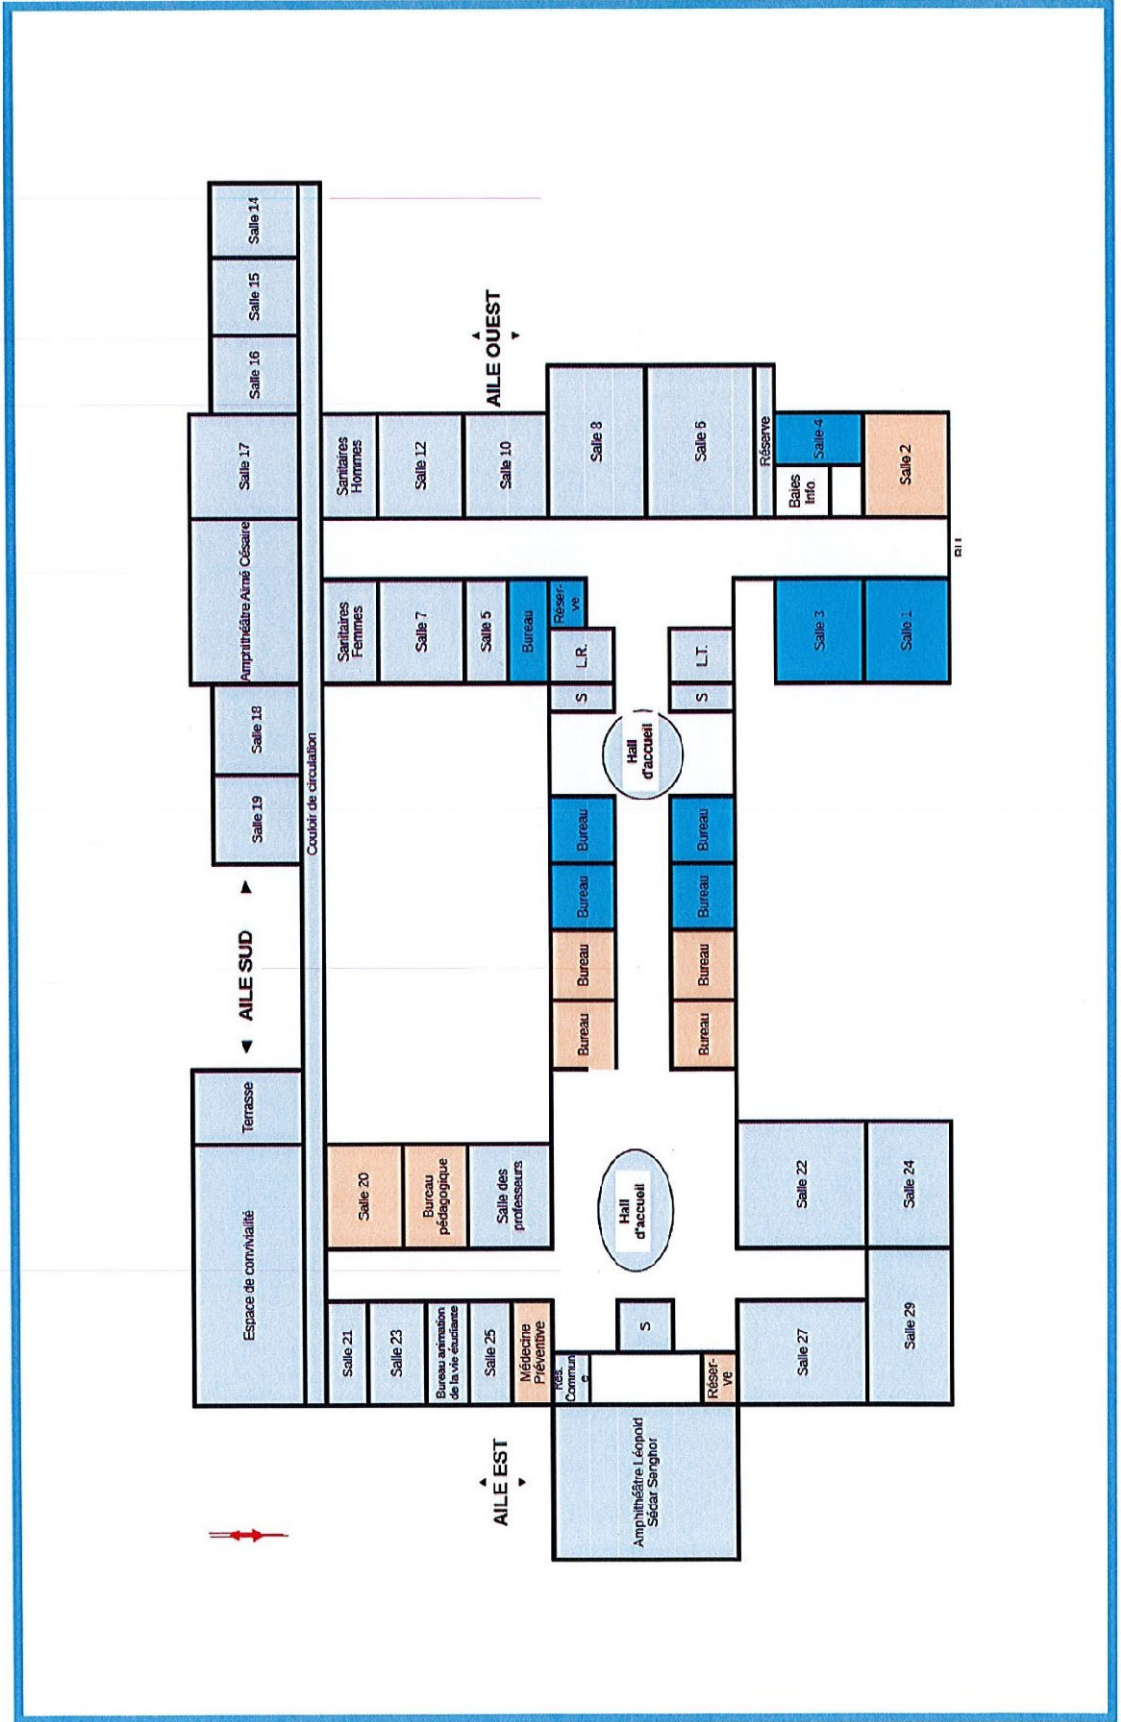 Espace de convivialité
Terrasse
◄ AILE SUD ►
Salle 19
Salle 18
Amphithéâtre Aimé Césaire
Salle 17
Salle 16
Salle 15
Salle 14
Couloir de circulation
Salle 21
Salle 20
Sanitaires
Femmes
Sanitaires
Hommes
Salle 23
Bureau
pédagogique
Salle 7
Salle 12
Bureau animation
de la vie étudiante
Salle 25
Salle des
professeurs
Salle 5
Salle 10
AILE EST
AILE OUEST
Médecine
Préventive
Bureau
Rés.
Commun
e
Bureau
Bureau
Bureau
Bureau
S
L.R.
Réser-
ve
Salle 8
Amphithéâtre Léopold
Sédar Senghor
S
Hall
d'accueil
Hall
d'accueil
Salle 6
Réser-
ve
Bureau
Bureau
Bureau
Bureau
S
L.T.
Réserve
Salle 27
Salle 22
Salle 3
Baies
Info
Salle 4
Salle 29
Salle 24
Salle 1
Salle 2